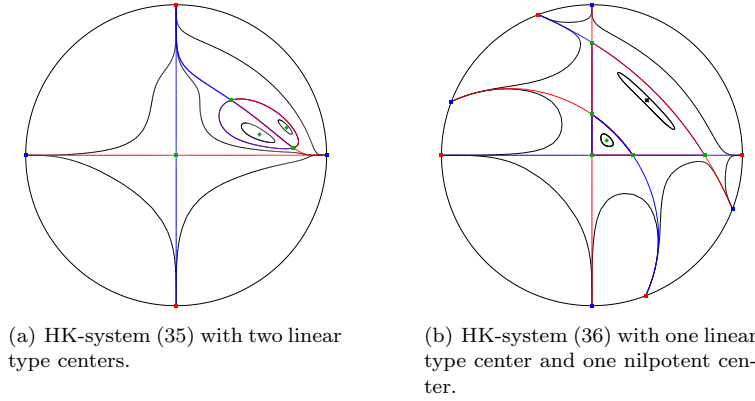 (a) HK-system (35) with two linear
type centers.
(b) HK-system (36) with one linear
type center and one nilpotent cen-
ter.